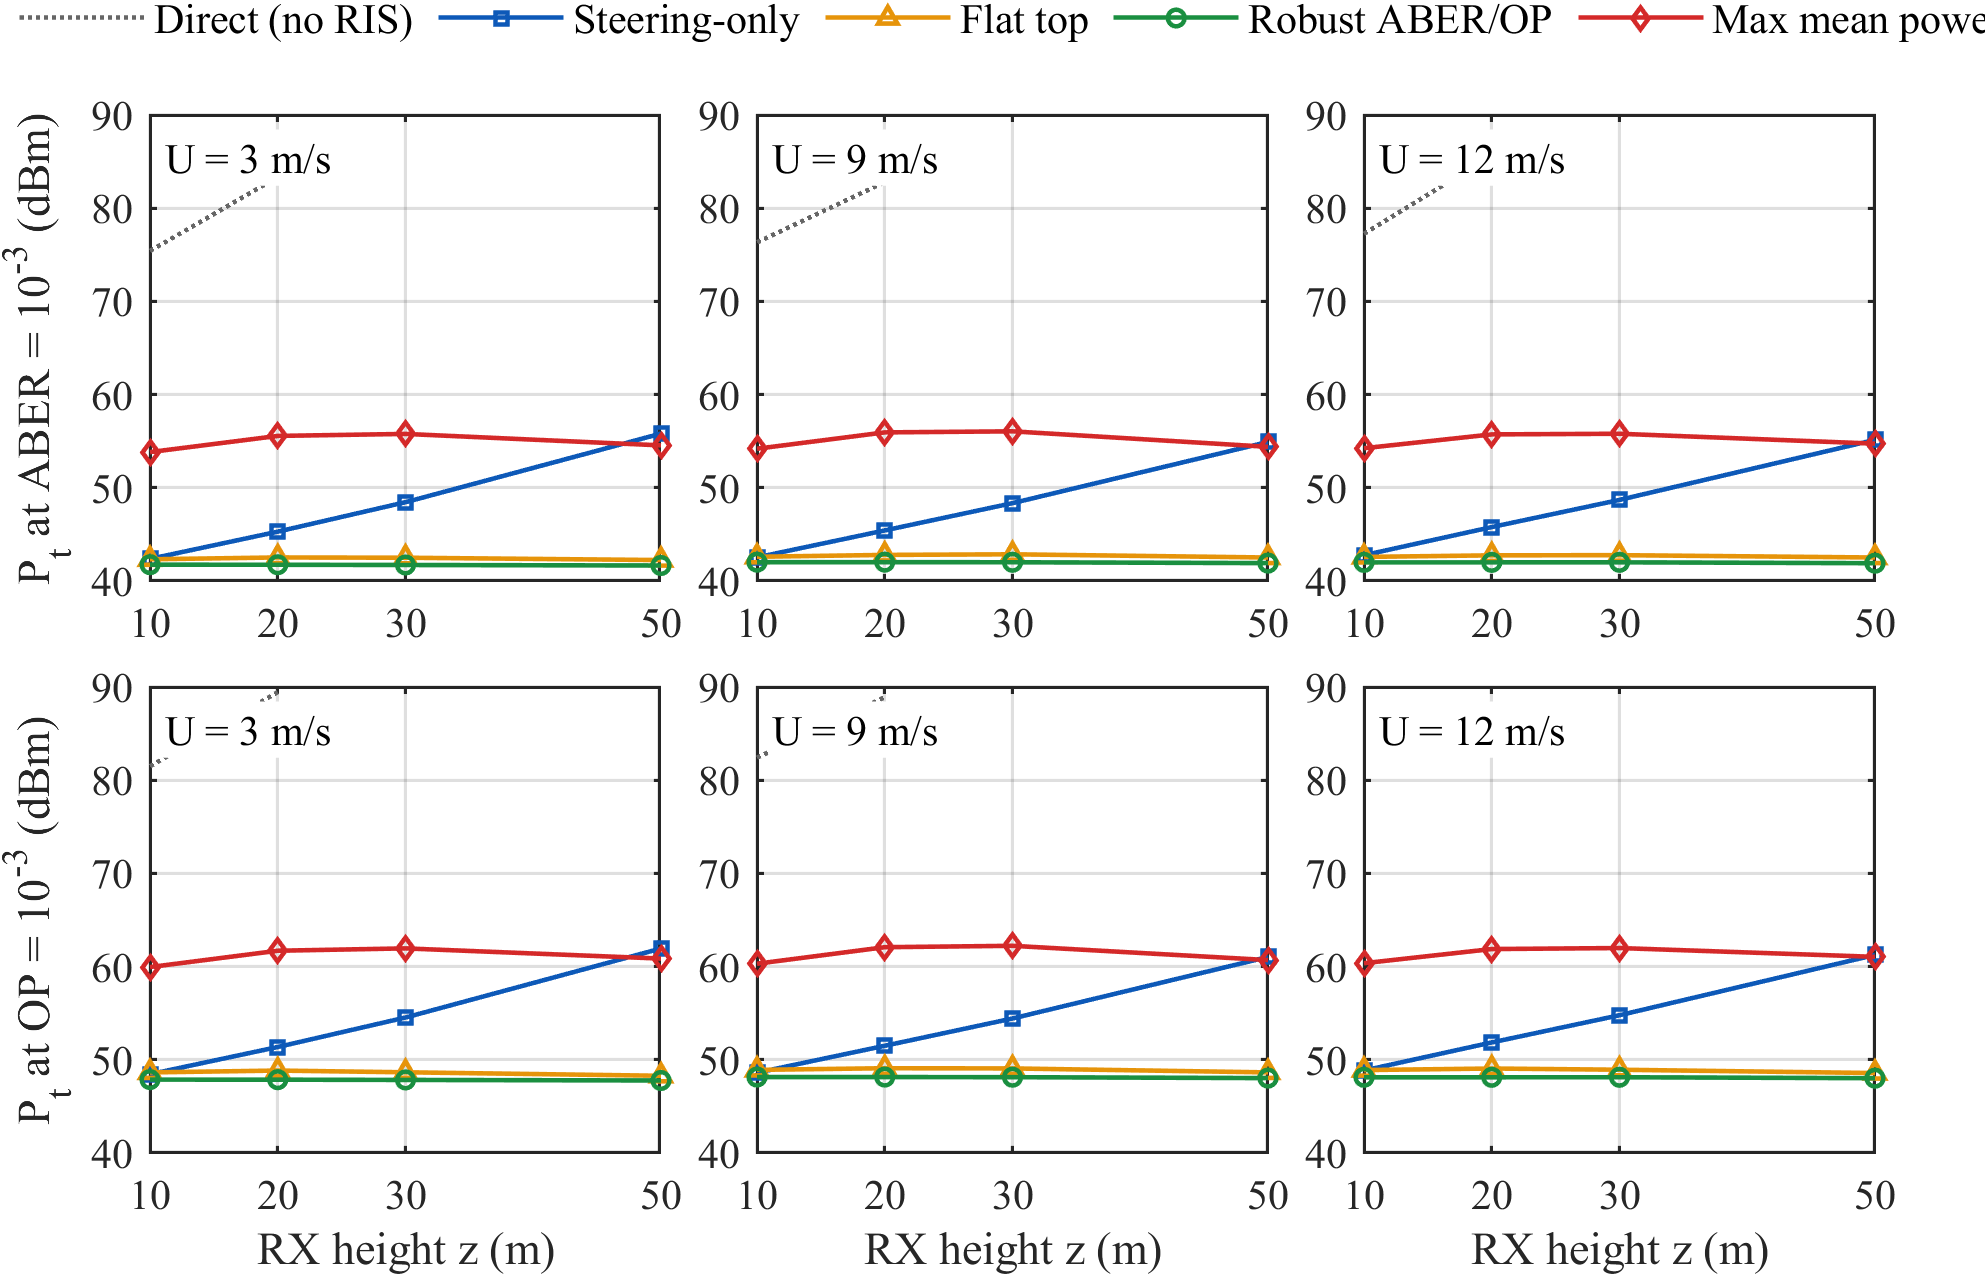 Direct (no RIS) Steering-only Flat top Robust ABER/OP Max mean powe
P_t at ABER = 10^-3 (dBm)
90 80 70 60 50 40
U = 3 m/s
10 20 30 50
90 80 70 60 50 40
U = 9 m/s
10 20 30 50
90 80 70 60 50 40
U = 12 m/s
10 20 30 50
P_t at OP = 10^-3 (dBm)
90 80 70 60 50 40
U = 3 m/s
10 20 30 50
RX height z (m)
90 80 70 60 50 40
U = 9 m/s
10 20 30 50
RX height z (m)
90 80 70 60 50 40
U = 12 m/s
10 20 30 50
RX height z (m)